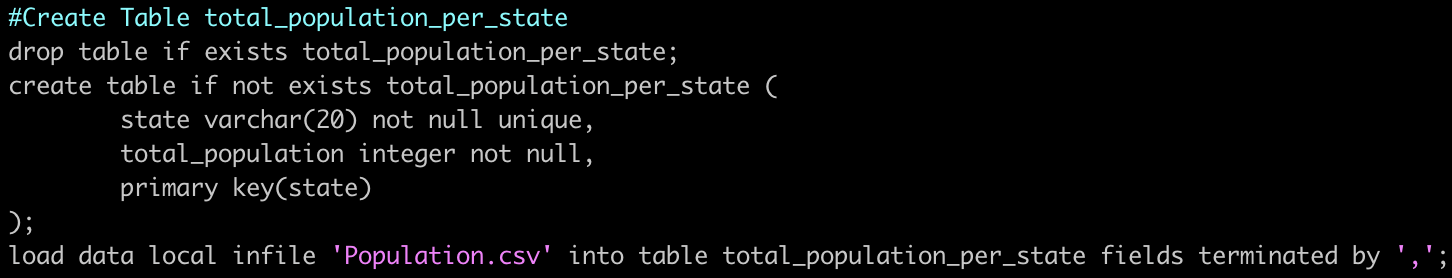 #Create Table total_population_per_state
drop table if exists total_population_per_state;
create table if not exists total_population_per_state (
        state varchar(20) not null unique,
        total_population integer not null,
        primary key(state)
);
load data local infile 'Population.csv' into table total_population_per_state fields terminated by ',';